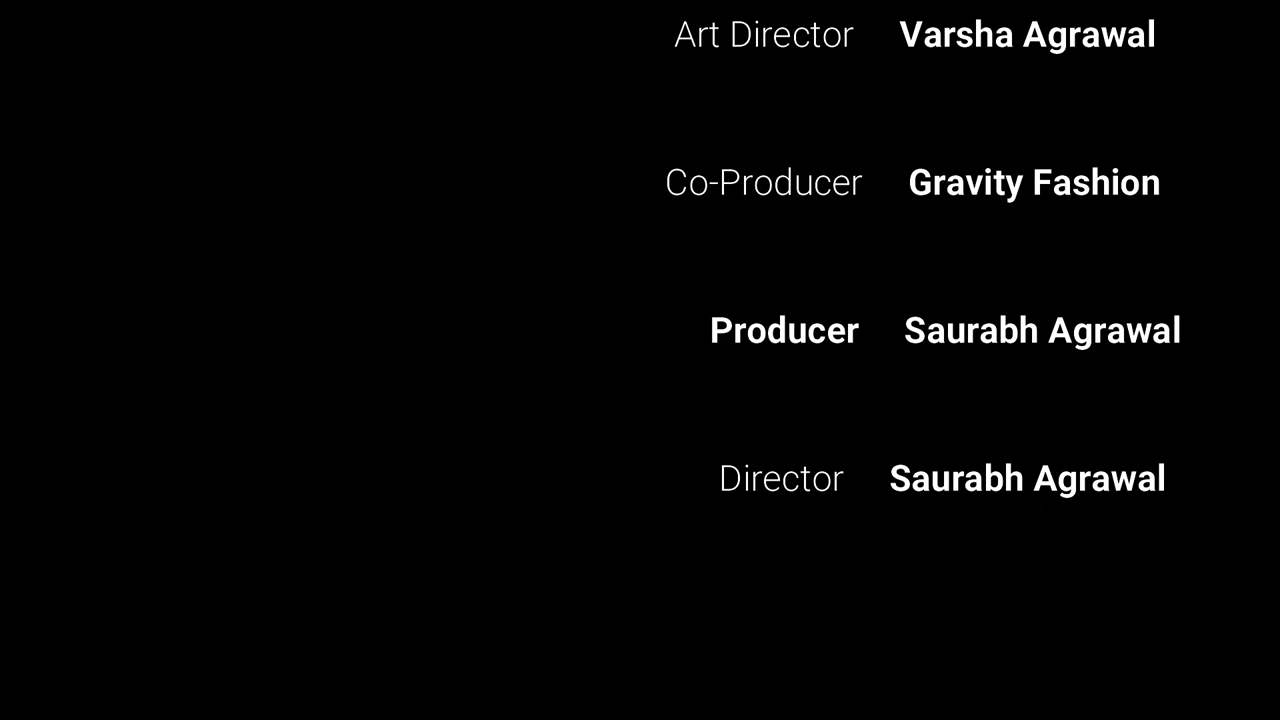 Art Director Varsha Agrawal
Co-Producer Gravity Fashion
Producer Saurabh Agrawal
Director Saurabh Agrawal